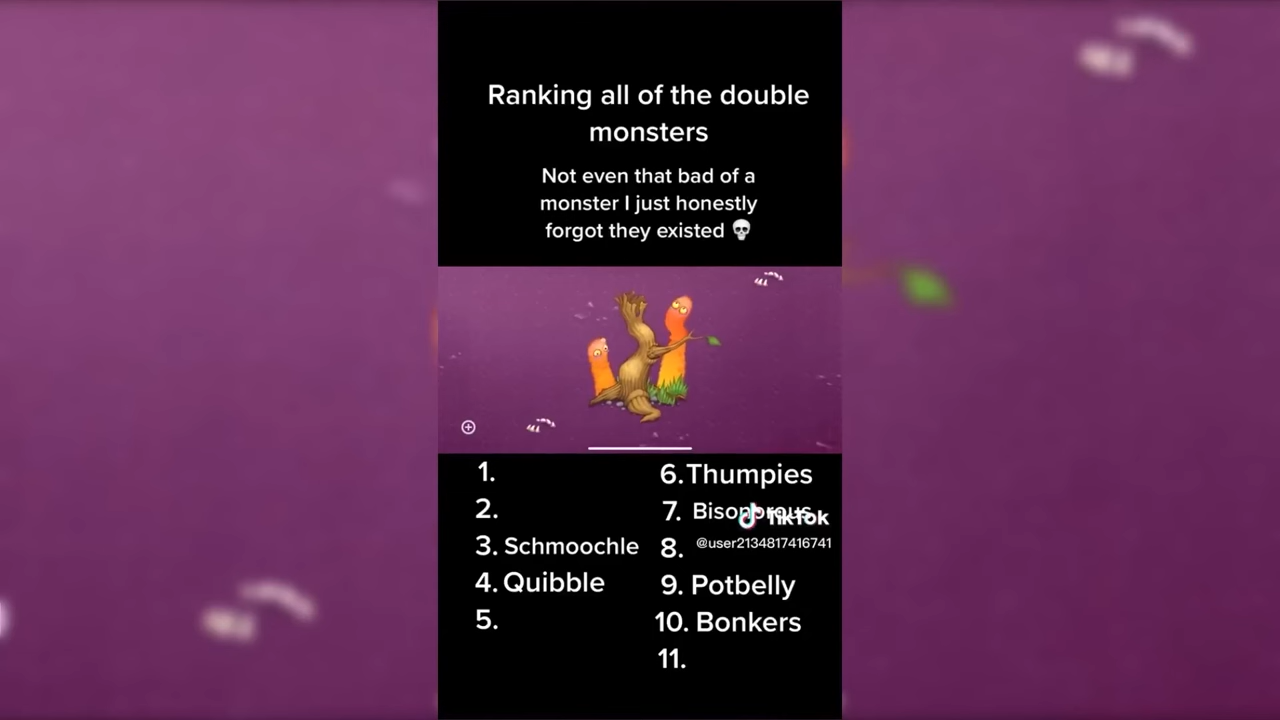 Ranking all of the double
monsters
Not even that bad of a
monster I just honestly
forgot they existed 💀
1.
2.
3. Schmoochle
4. Quibble
5.
6. Thumpies
7. Bisonorous
8.
9. Potbelly
10. Bonkers
11.
TikTok
@user2134817416741